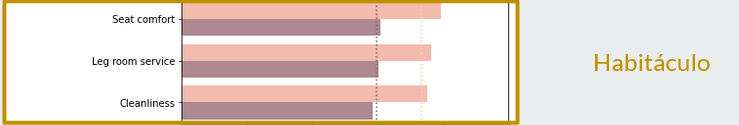 Seat comfort
Leg room service
Cleanliness
Habitáculo